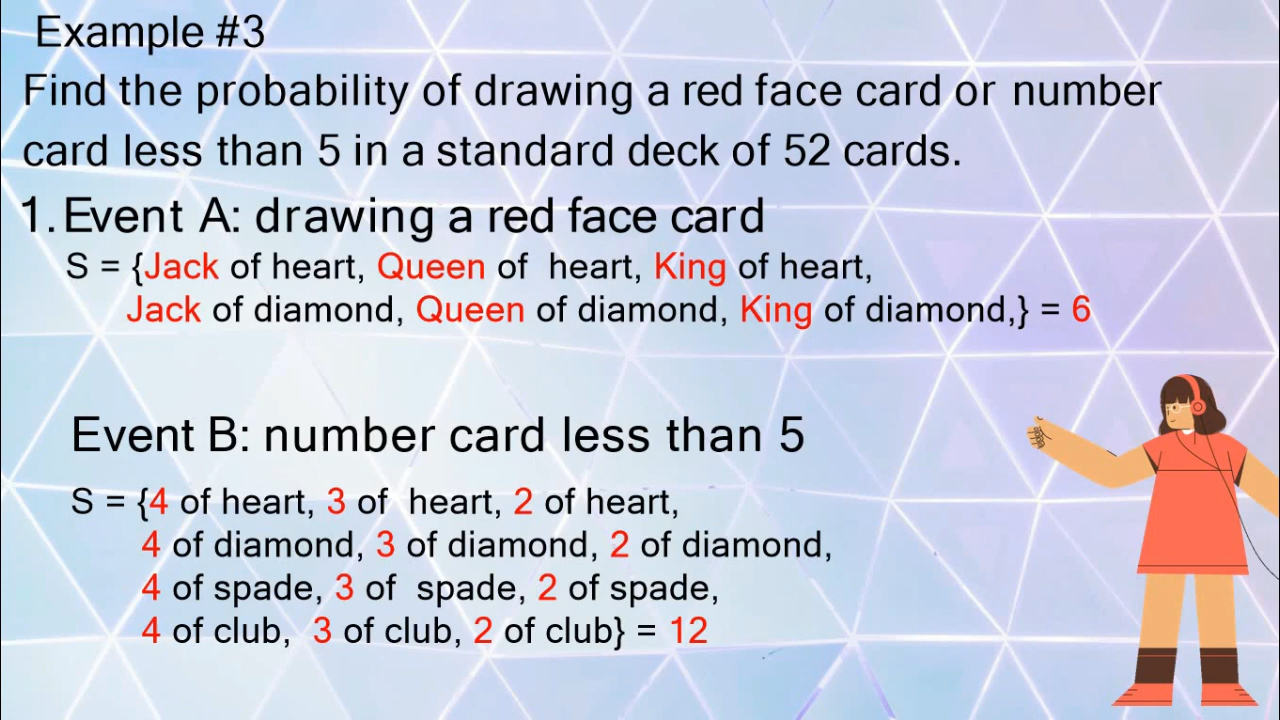 Example #3
Find the probability of drawing a red face card or number
card less than 5 in a standard deck of 52 cards.
1. Event A: drawing a red face card
S = {Jack of heart, Queen of heart, King of heart,
Jack of diamond, Queen of diamond, King of diamond,} = 6
Event B: number card less than 5
S = {4 of heart, 3 of heart, 2 of heart,
4 of diamond, 3 of diamond, 2 of diamond,
4 of spade, 3 of spade, 2 of spade,
4 of club, 3 of club, 2 of club} = 12